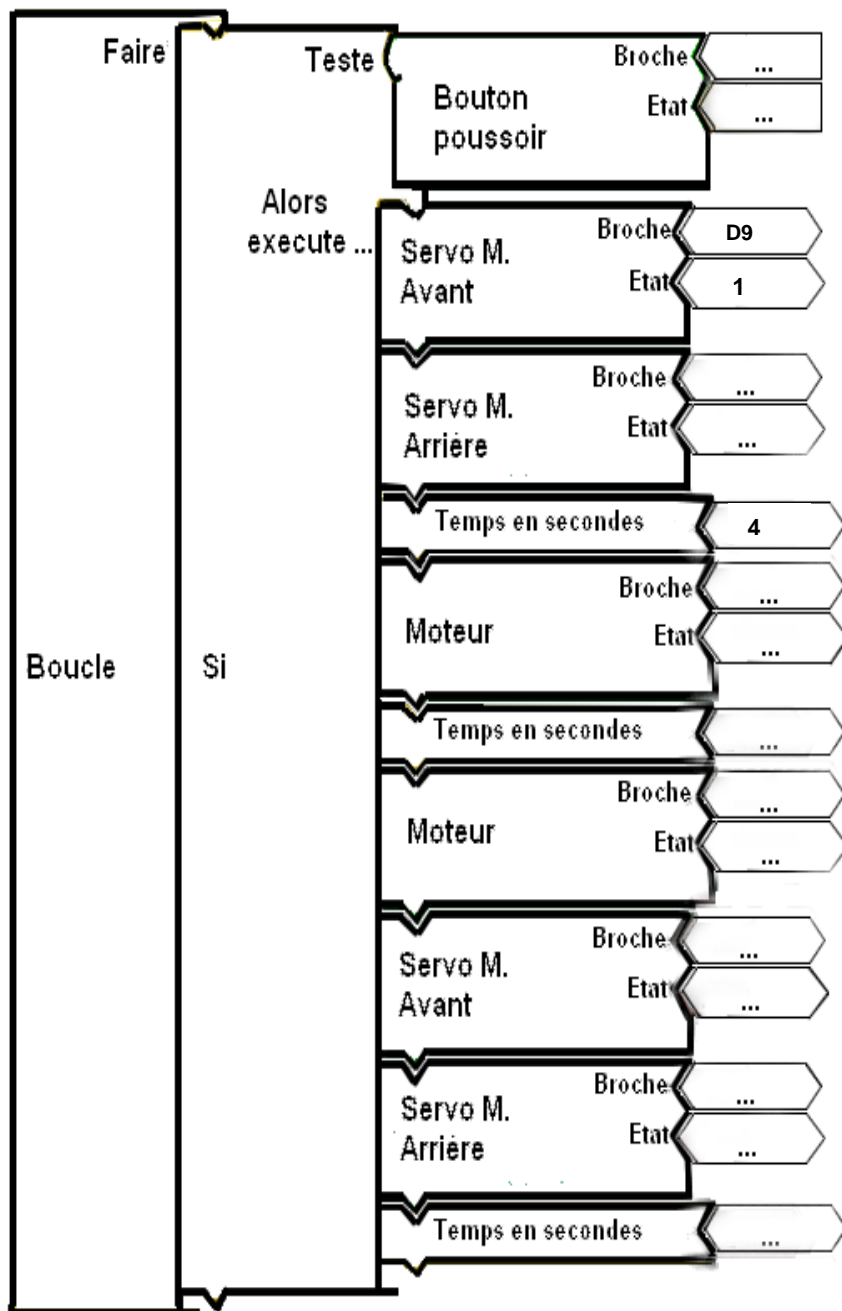 Faire
Teste
Broche ...
Bouton
poussoir
Etat ...
Alors
execute ...
Servo M.
Avant
Broche D9
Etat 1
Servo M.
Arrière
Broche ...
Etat ...
Temps en secondes 4
Boucle
Si
Moteur
Broche ...
Etat ...
Temps en secondes ...
Moteur
Broche ...
Etat ...
Servo M.
Avant
Broche ...
Etat ...
Servo M.
Arrière
Broche ...
Etat ...
Temps en secondes ...